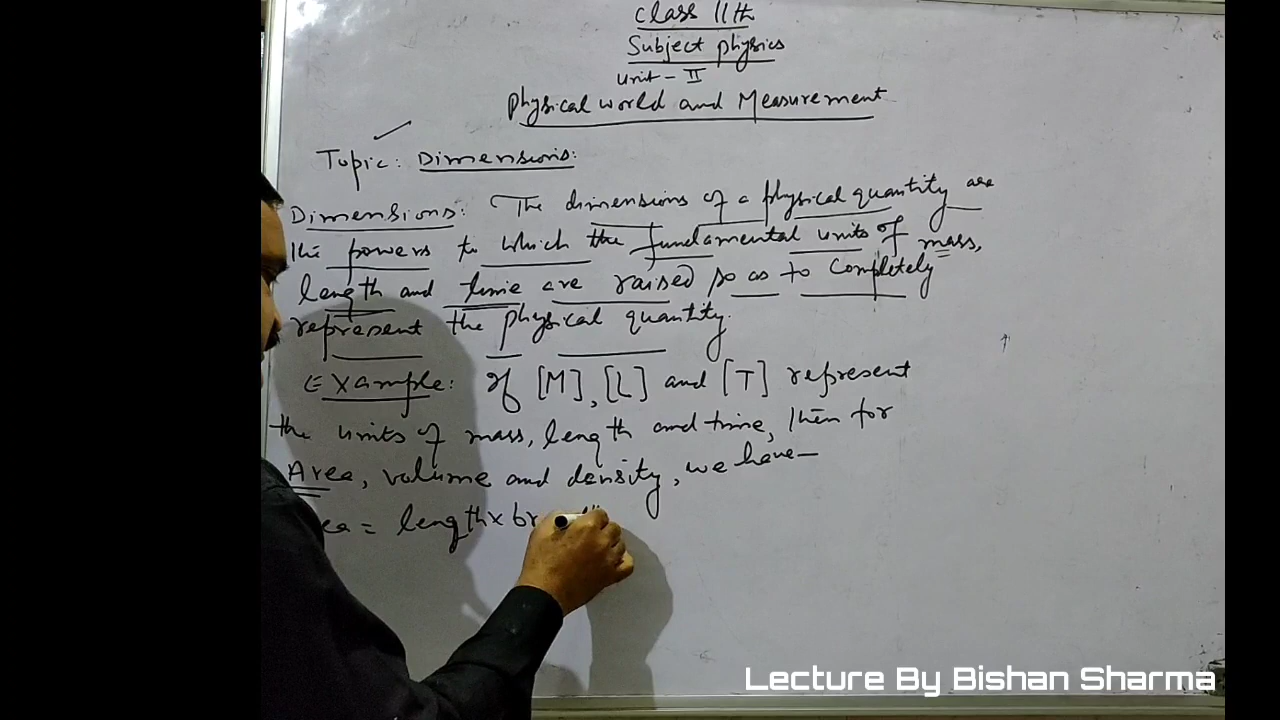 Class 11th
Subject physics
Unit - II
Physical world and Measurement
Topic: Dimensions:
Dimensions: The dimensions of a physical quantity are
the powers to which the fundamental units of mass,
length and time are raised so as to completely
represent the physical quantity.
Example: If [M], [L] and [T] represent
the units of mass, length and time, then for
Area, volume and density, we have—
ea = length x br
Lecture By Bishan Sharma